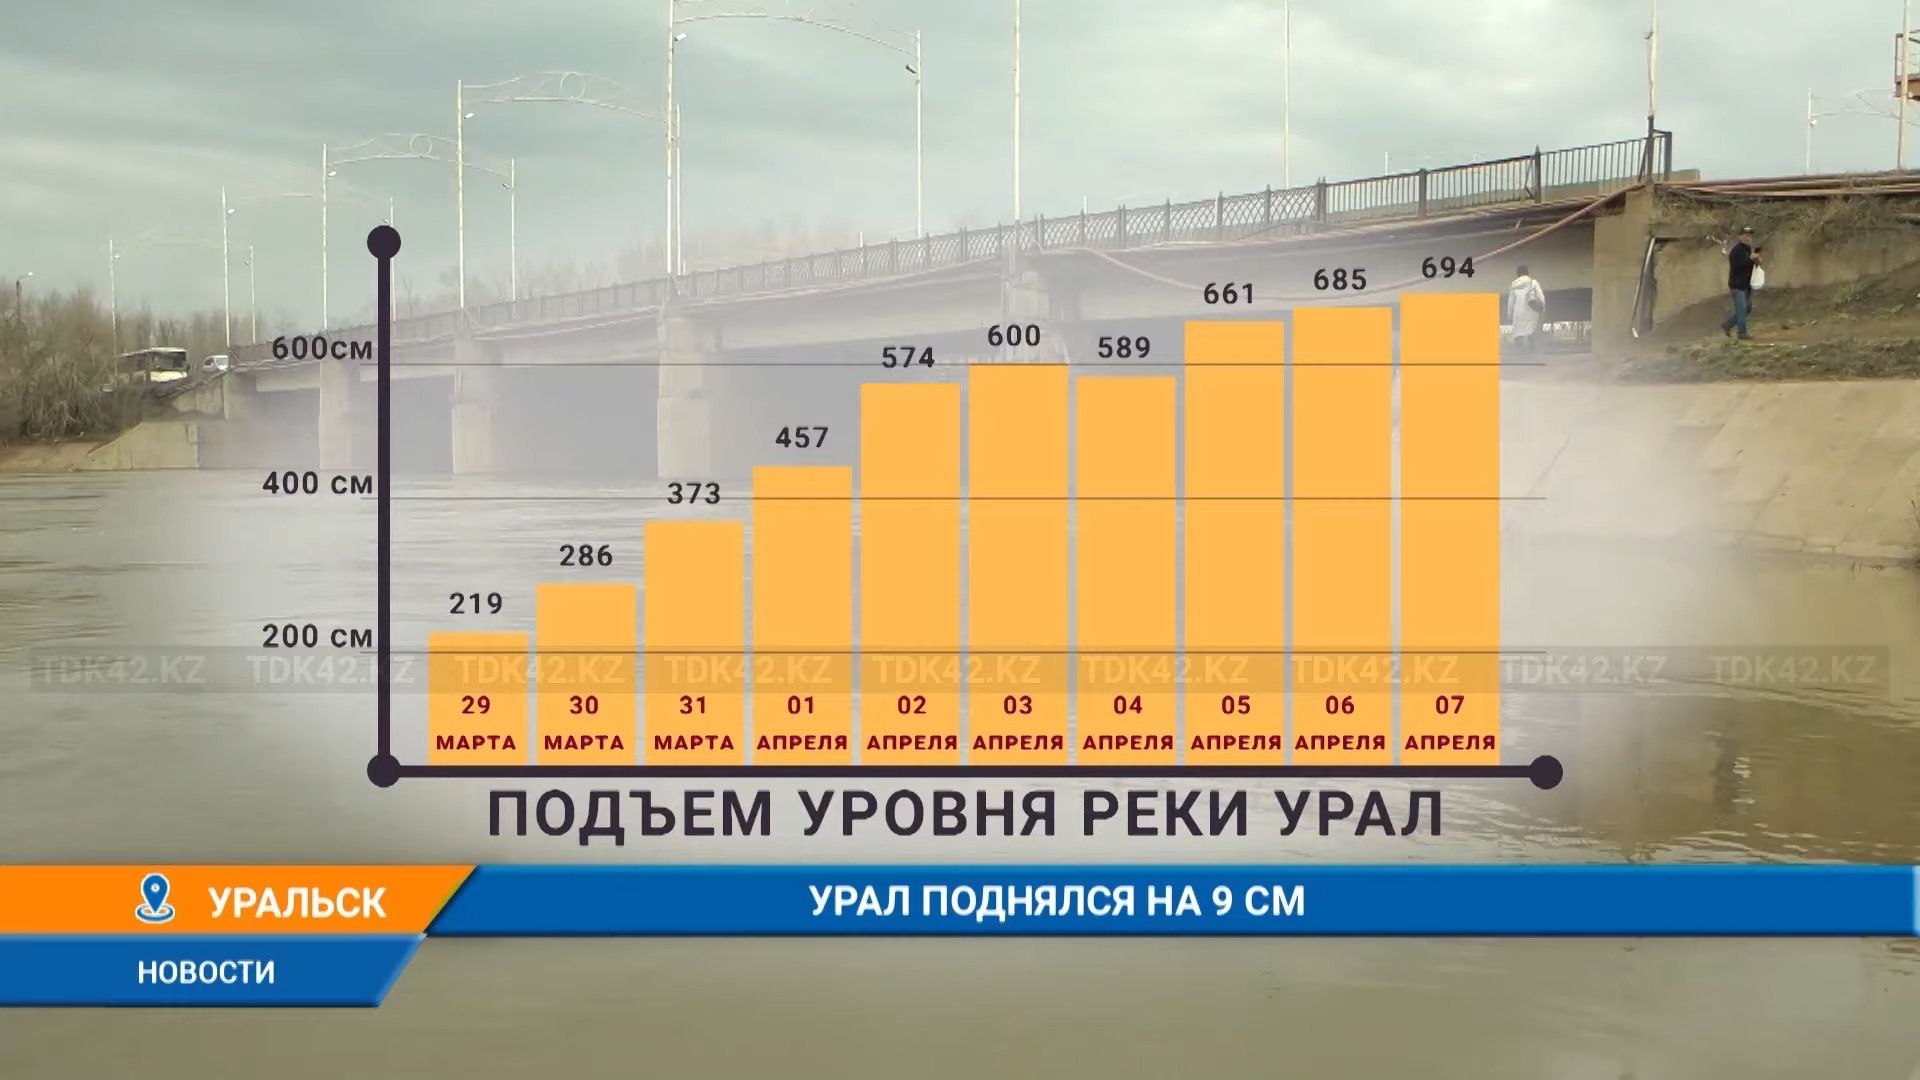 694
685
661
600
589
574
600см
457
373
400 см
286
219
200 см
TDK42.KZ TDK42.KZ TDK42.KZ TDK42.KZ TDK42.KZ TDK42.KZ TDK42.KZ TDK42.KZ TDK42.KZ
29 30 31 01 02 03 04 05 06 07
МАРТА МАРТА МАРТА АПРЕЛЯ АПРЕЛЯ АПРЕЛЯ АПРЕЛЯ АПРЕЛЯ АПРЕЛЯ АПРЕЛЯ
ПОДЪЕМ УРОВНЯ РЕКИ УРАЛ
УРАЛЬСК
УРАЛ ПОДНЯЛСЯ НА 9 СМ
НОВОСТИ